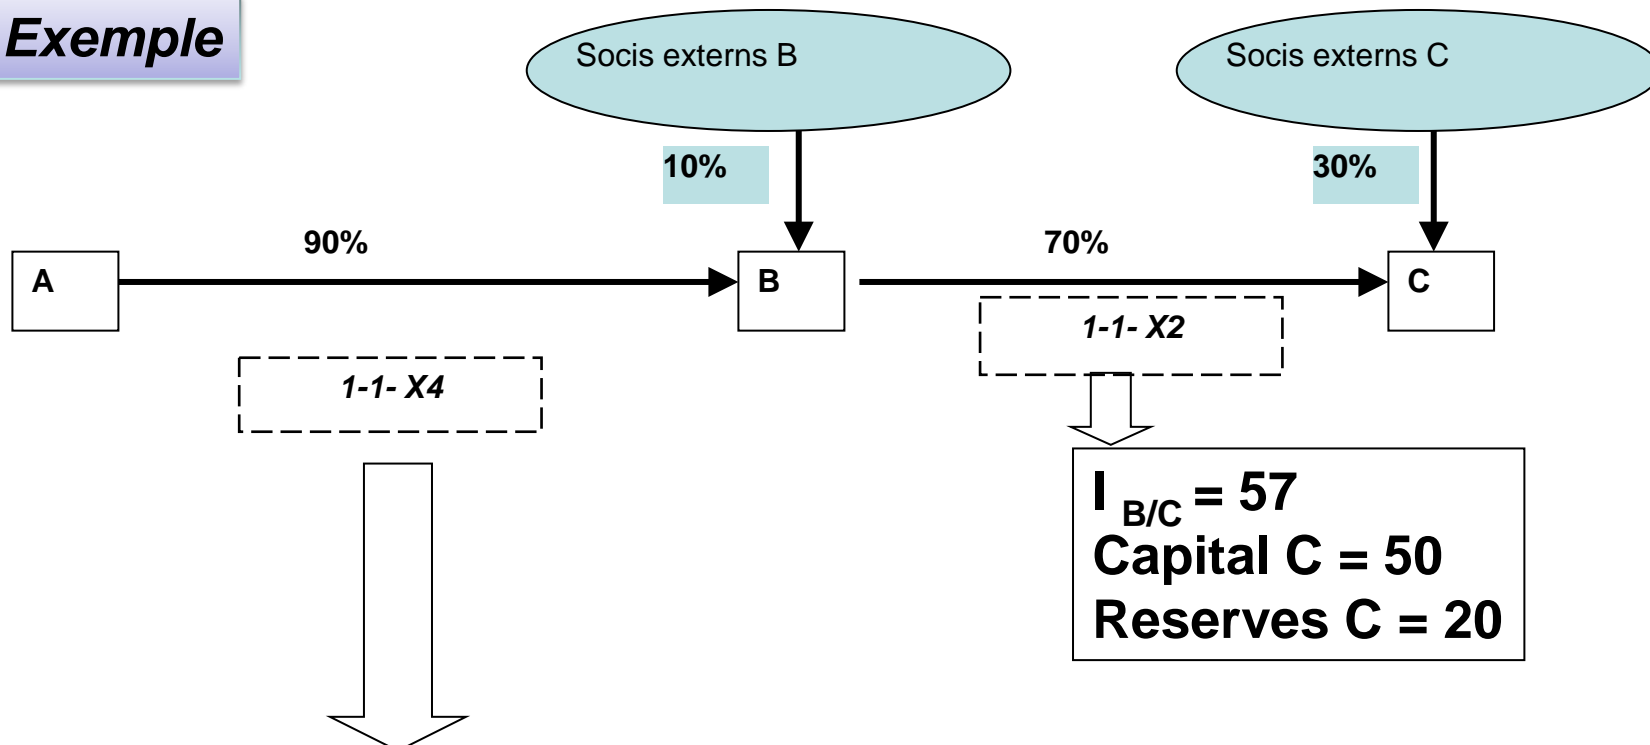 Exemple
Socis externs B
Socis externs C
10%
30%
90%
70%
A
B
C
1-1- X2
1-1- X4
I B/C = 57
Capital C = 50
Reserves C = 20